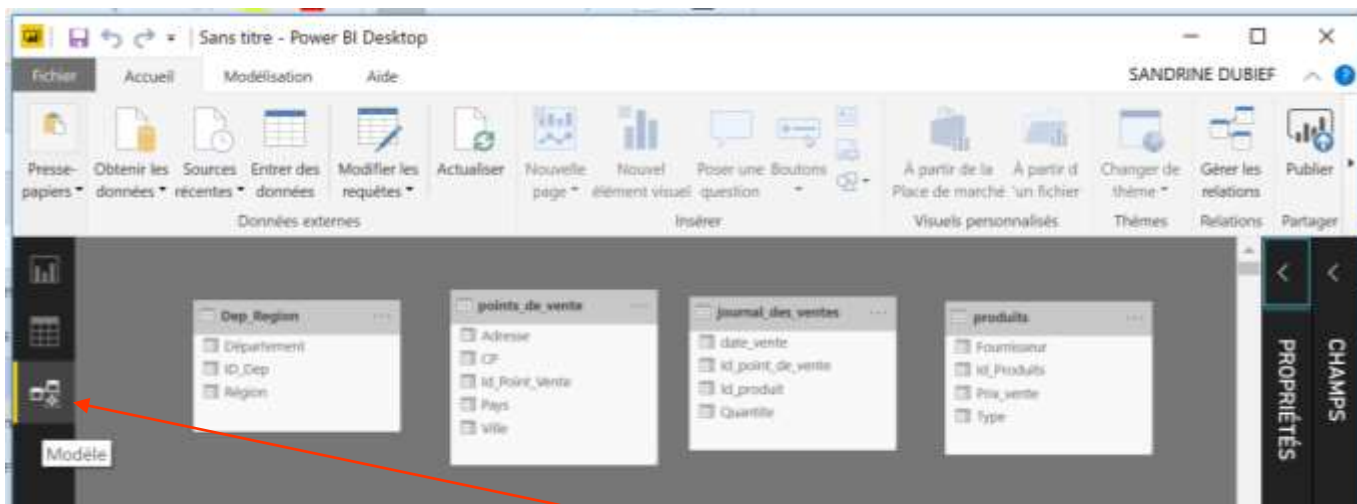 Sans titre - Power BI Desktop
Fichier Accueil Modélisation Aide SANDRINE DUBIEF
Presse- Obtenir les Sources Entrer des Modifier les Actualiser Nouvelle Nouvel Poser une Boutons À partir de la À partir d Changer de Gérer les Publier
papiers données récentes données requêtes page élément visuel question Place de marché 'un fichier thème relations
Données externes Insérer Visuels personnalisés Thèmes Relations Partager
Dep_Region
Département
ID_Dep
Région
points_de_vente
Adresse
CP
Id_Point_Vente
Pays
Ville
journal_des_ventes
date_vente
Id_point_de_vente
Id_produit
Quantite
produits
Fournisseur
Id_Produits
Prix_vente
Type
PROPRIÉTÉS
CHAMPS
Modèle